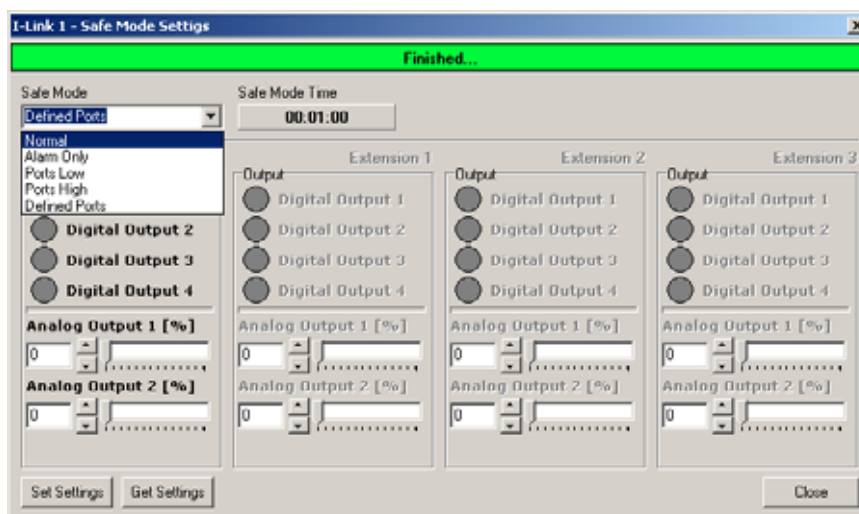 I-Link 1 - Safe Mode Settigs
Finished...
Safe Mode
Safe Mode Time
Defined Ports
00:01:00
Normal
Alarm Only
Ports Low
Ports High
Defined Ports
Digital Output 2
Digital Output 3
Digital Output 4
Analog Output 1 [%]
0
Analog Output 2 [%]
0
Extension 1
Output
Digital Output 1
Digital Output 2
Digital Output 3
Digital Output 4
Analog Output 1 [%]
0
Analog Output 2 [%]
0
Extension 2
Output
Digital Output 1
Digital Output 2
Digital Output 3
Digital Output 4
Analog Output 1 [%]
0
Analog Output 2 [%]
0
Extension 3
Output
Digital Output 1
Digital Output 2
Digital Output 3
Digital Output 4
Analog Output 1 [%]
0
Analog Output 2 [%]
0
Set Settings
Get Settings
Close